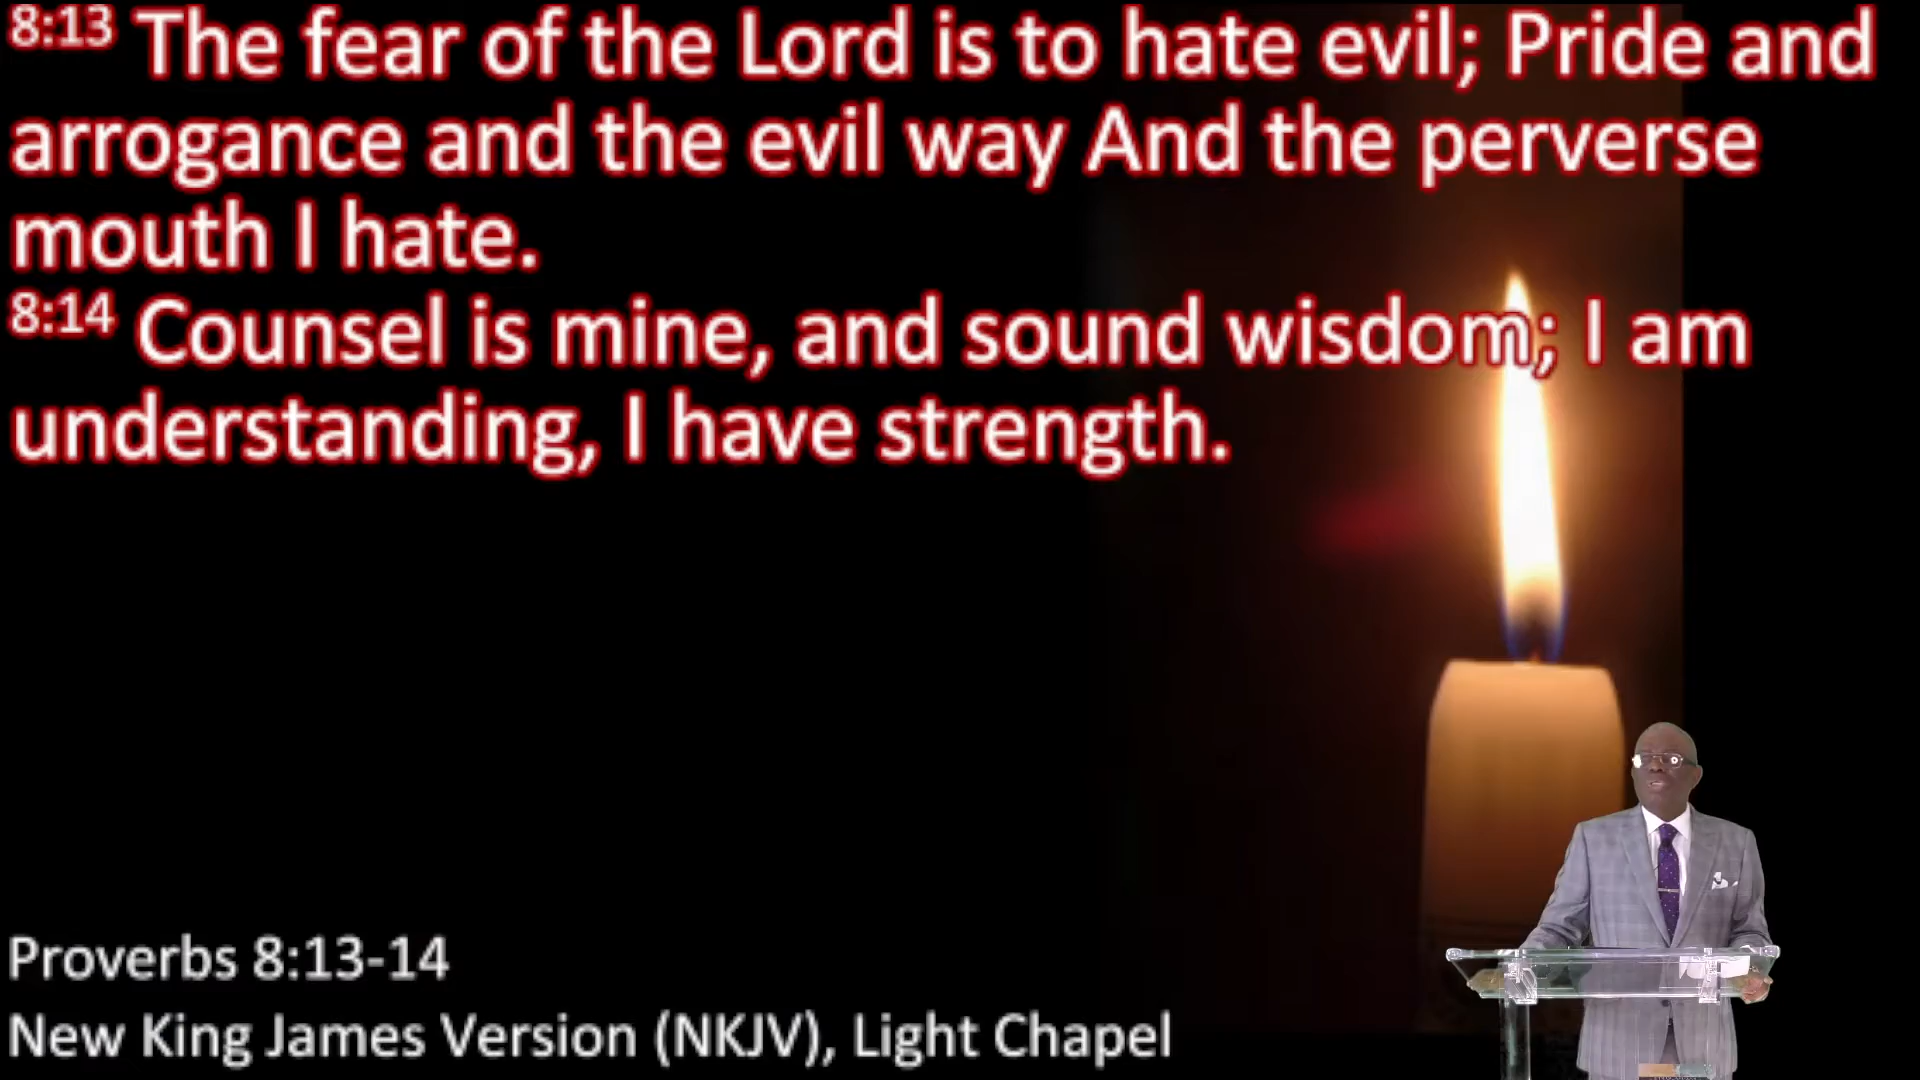 8:13 The fear of the Lord is to hate evil; Pride and
arrogance and the evil way And the perverse
mouth I hate.
8:14 Counsel is mine, and sound wisdom; I am
understanding, I have strength.
Proverbs 8:13-14
New King James Version (NKJV), Light Chapel